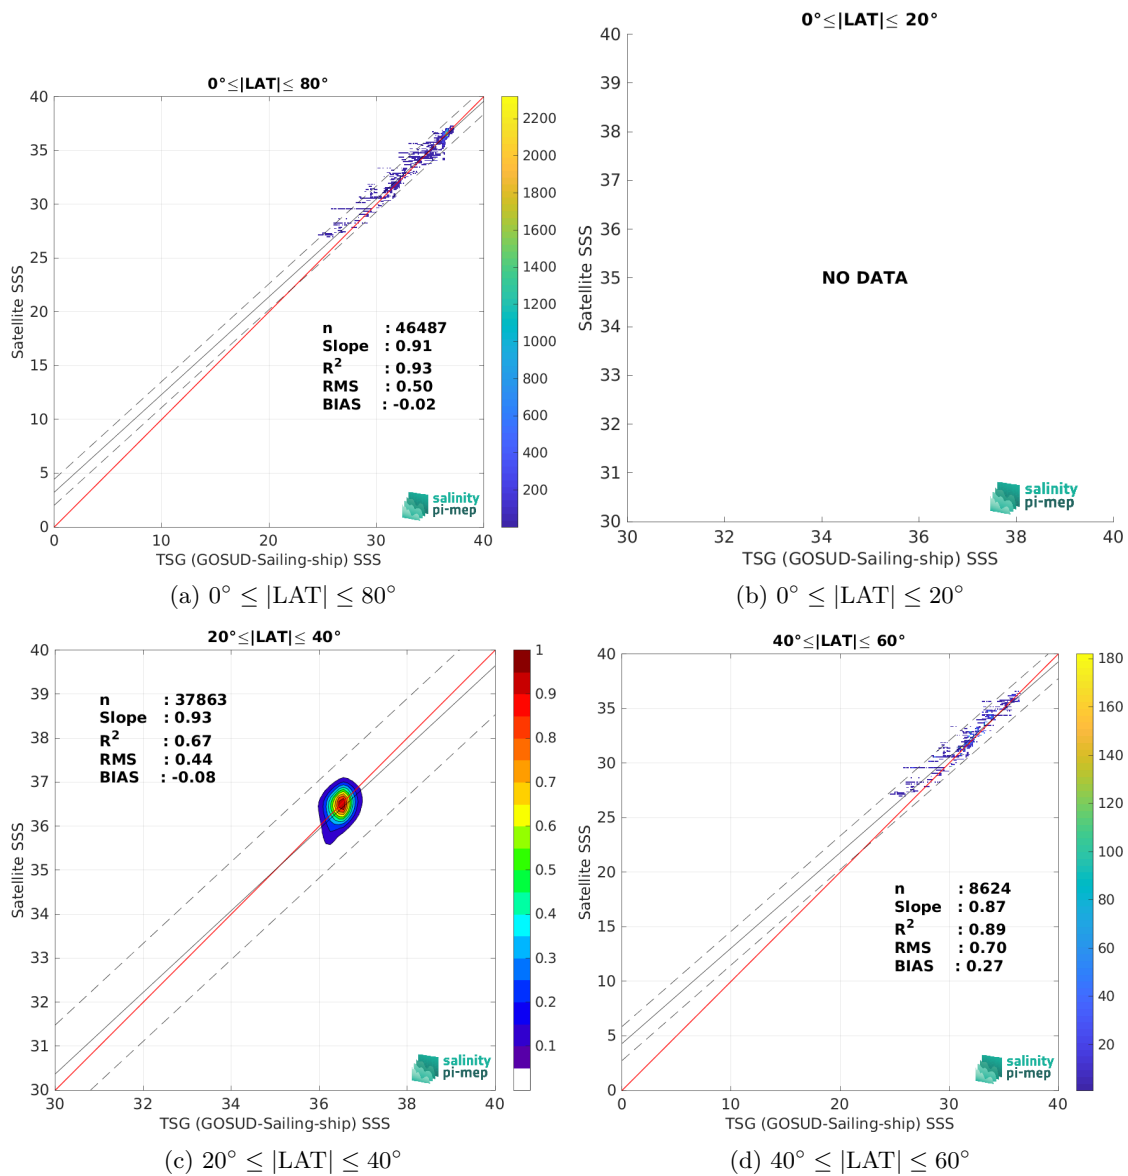 0°≤|LAT|≤ 80°
40
35
30
25
20
15
10
5
0
0
10
20
30
40
Satellite SSS
TSG (GOSUD-Sailing-ship) SSS
n : 46487
Slope : 0.91
R² : 0.93
RMS : 0.50
BIAS : -0.02
salinity
pi-mep
2200
2000
1800
1600
1400
1200
1000
800
600
400
200
(a) 0° ≤ |LAT| ≤ 80°
0°≤|LAT|≤ 20°
40
39
38
37
36
35
34
33
32
31
30
30
32
34
36
38
40
Satellite SSS
TSG (GOSUD-Sailing-ship) SSS
NO DATA
salinity
pi-mep
(b) 0° ≤ |LAT| ≤ 20°
20°≤|LAT|≤ 40°
40
39
38
37
36
35
34
33
32
31
30
30
32
34
36
38
40
Satellite SSS
TSG (GOSUD-Sailing-ship) SSS
n : 37863
Slope : 0.93
R² : 0.67
RMS : 0.44
BIAS : -0.08
salinity
pi-mep
1
0.9
0.8
0.7
0.6
0.5
0.4
0.3
0.2
0.1
(c) 20° ≤ |LAT| ≤ 40°
40°≤|LAT|≤ 60°
40
35
30
25
20
15
10
5
0
0
10
20
30
40
Satellite SSS
TSG (GOSUD-Sailing-ship) SSS
n : 8624
Slope : 0.87
R² : 0.89
RMS : 0.70
BIAS : 0.27
salinity
pi-mep
180
160
140
120
100
80
60
40
20
(d) 40° ≤ |LAT| ≤ 60°